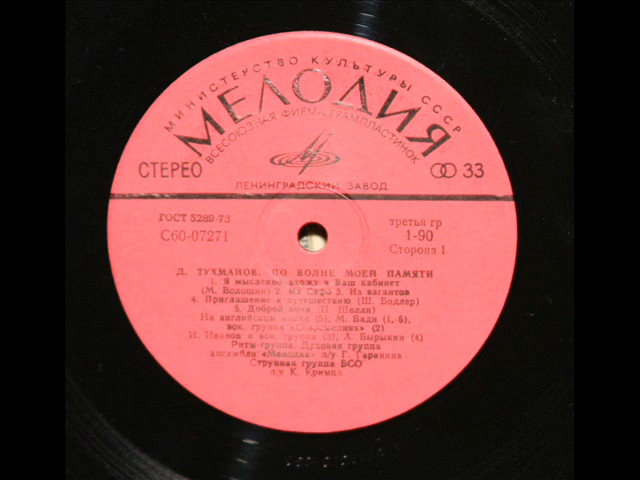 МИНИСТЕРСТВО КУЛЬТУРЫ СССР
МЕЛОДИЯ
ВСЕСОЮЗНАЯ ФИРМА ГРАМПЛАСТИНОК
СТЕРЕО
33
ЛЕНИНГРАДСКИЙ ЗАВОД
ГОСТ 5289-73
третья гр
С60-07271
1-90
Сторона 1
Д. ТУХМАНОВ. ПО ВОЛНЕ МОЕЙ ПАМЯТИ
1. Я мысленно вхожу в Ваш кабинет
(М. Волошин) 2. Из Сафо 3. Из вагантов
4. Приглашение к путешествию (Ш. Бодлер)
5. Доброй ночи (П. Шелли)
На английском языке (5), М. Вади (1, 5),
вок. группа «Современник» (2)
И. Иванов и вок. группа (3), А. Бырыкин (4)
Ритм-группа. Духовая группа
ансамбля «Мелодия» п/у Г. Гараняна
Струнная группа БСО
п/у К. Кримца